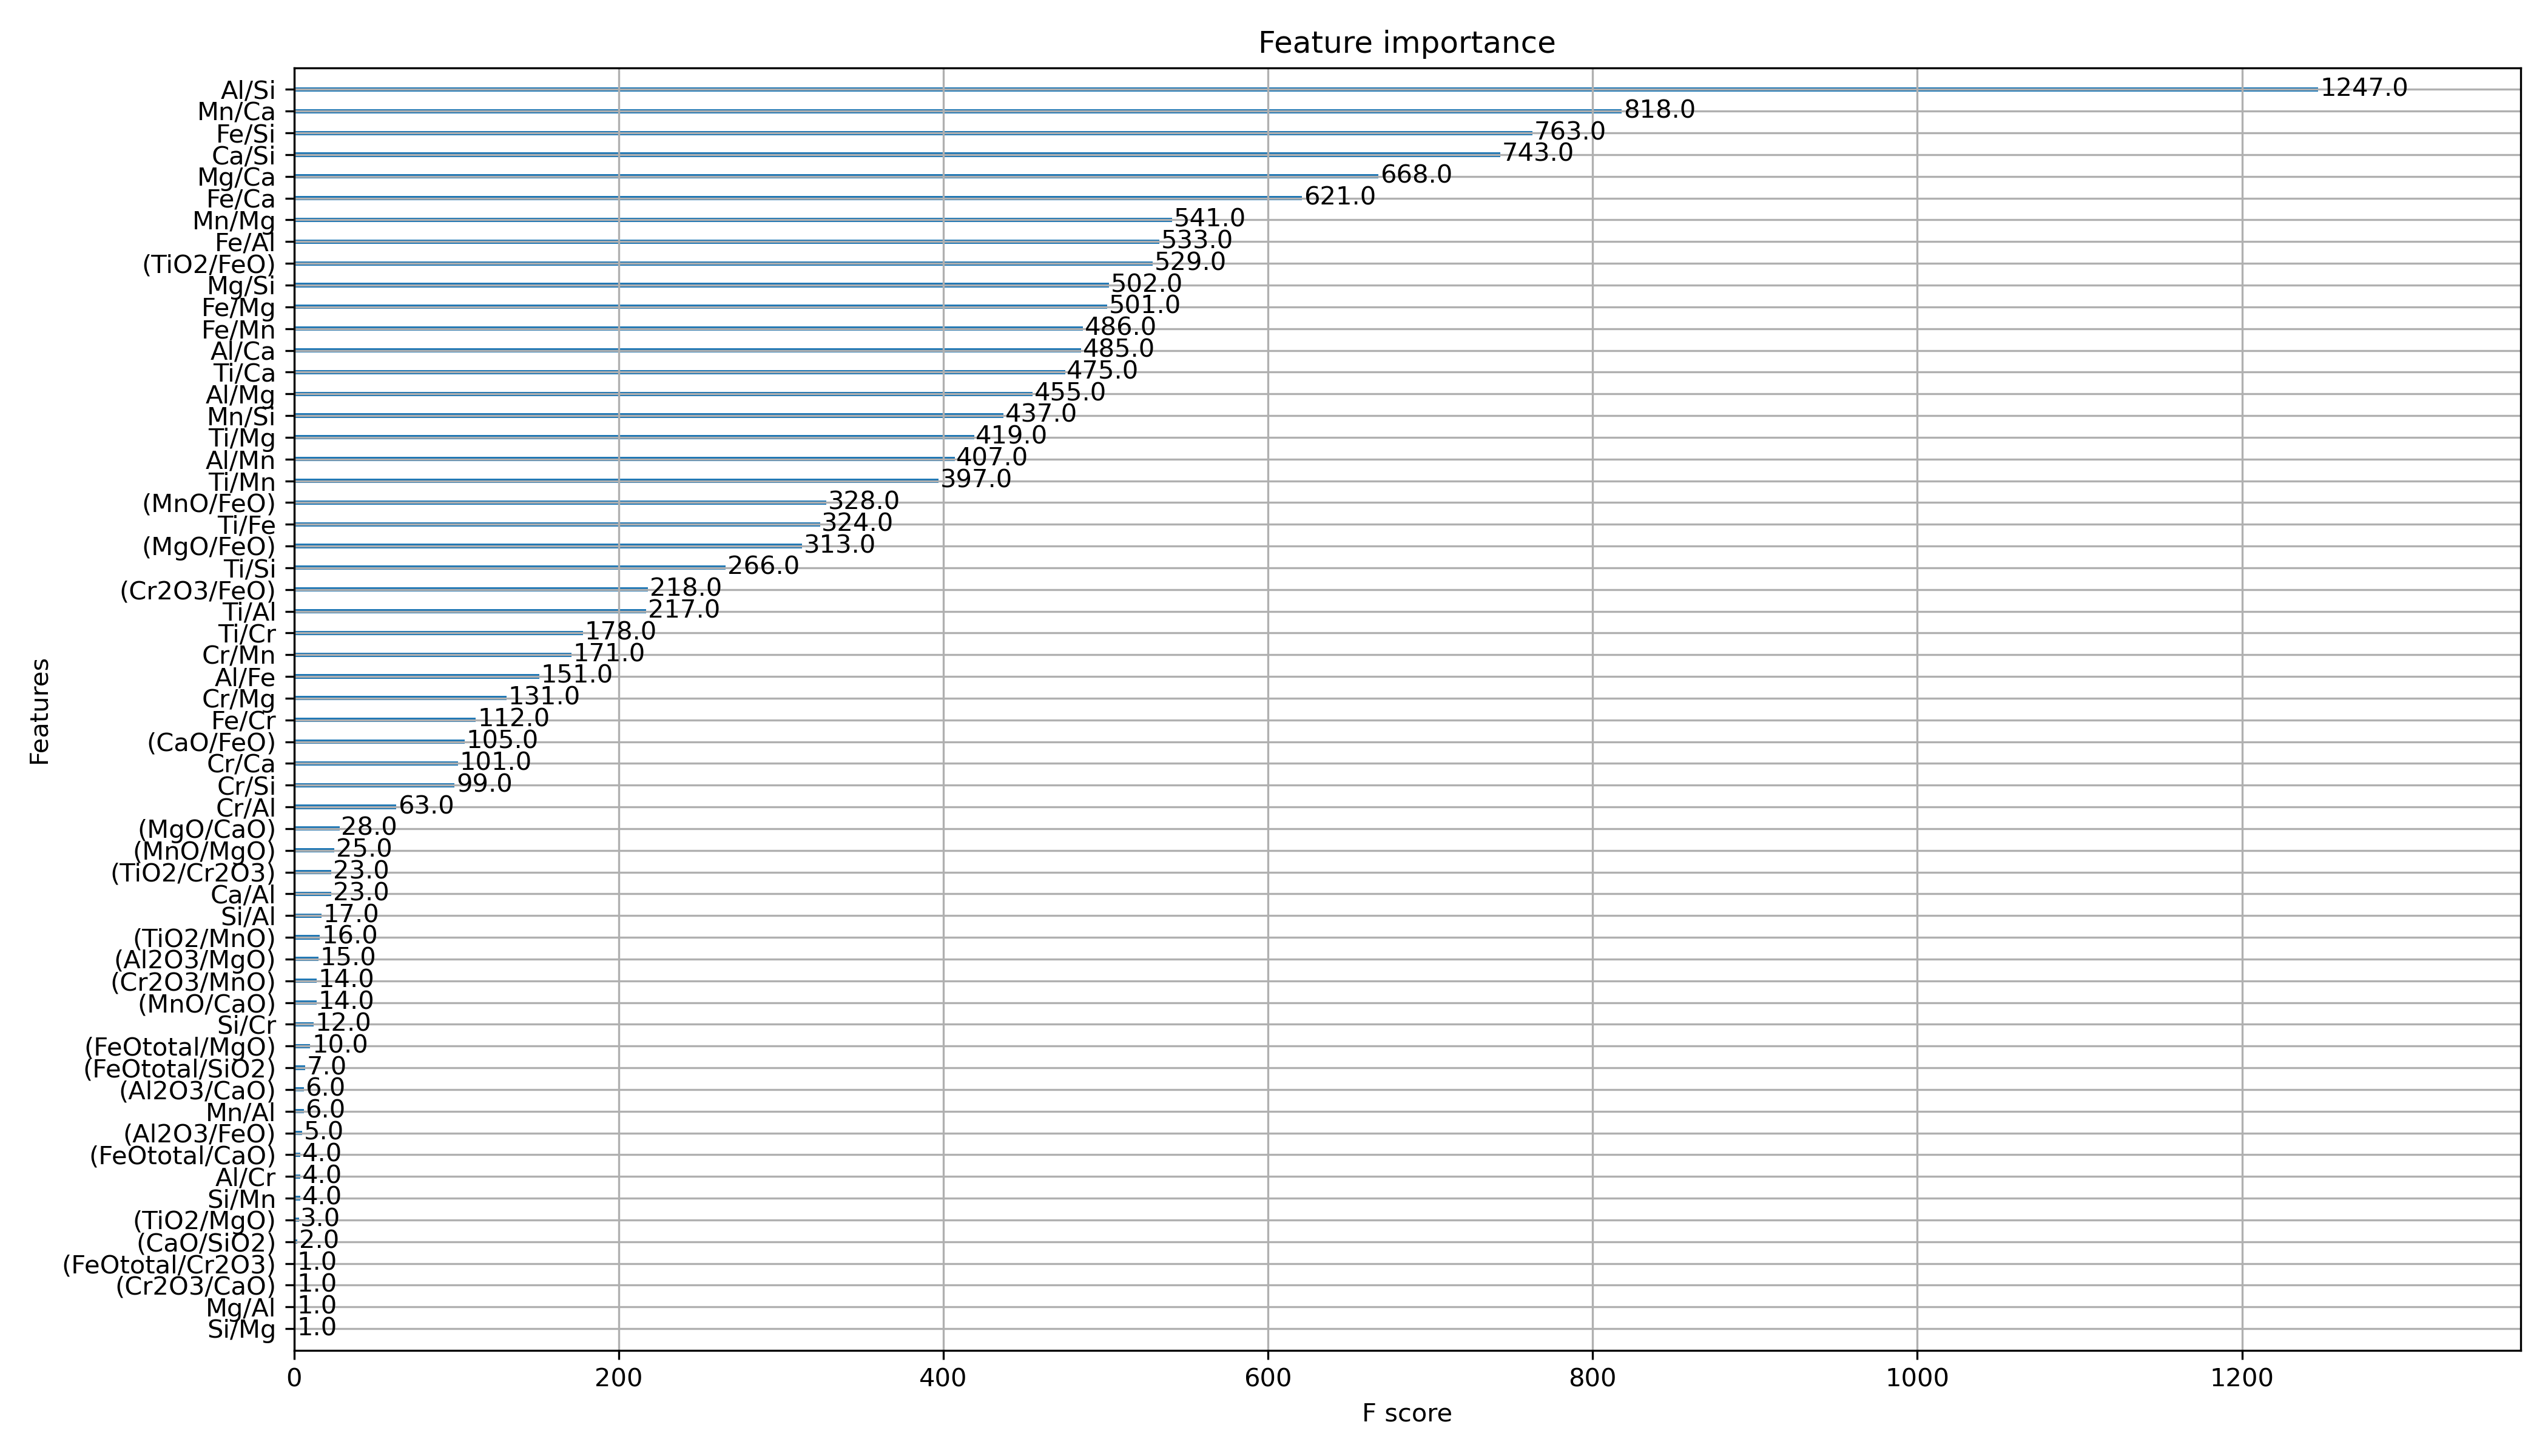 Feature importance
Al/Si 1247.0
Mn/Ca 818.0
Fe/Si 763.0
Ca/Si 743.0
Mg/Ca 668.0
Fe/Ca 621.0
Mn/Mg 541.0
Fe/Al 533.0
(TiO2/FeO) 529.0
Mg/Si 502.0
Fe/Mg 501.0
Fe/Mn 486.0
Al/Ca 485.0
Ti/Ca 475.0
Al/Mg 455.0
Mn/Si 437.0
Ti/Mg 419.0
Al/Mn 407.0
Ti/Mn 397.0
(MnO/FeO) 328.0
Ti/Fe 324.0
(MgO/FeO) 313.0
Ti/Si 266.0
(Cr2O3/FeO) 218.0
Ti/Al 217.0
Ti/Cr 178.0
Cr/Mn 171.0
Al/Fe 151.0
Cr/Mg 131.0
Fe/Cr 112.0
(CaO/FeO) 105.0
Cr/Ca 101.0
Cr/Si 99.0
Cr/Al 63.0
(MgO/CaO) 28.0
(MnO/MgO) 25.0
(TiO2/Cr2O3) 23.0
Ca/Al 23.0
Si/Al 17.0
(TiO2/MnO) 16.0
(Al2O3/MgO) 15.0
(Cr2O3/MnO) 14.0
(MnO/CaO) 14.0
Si/Cr 12.0
(FeOtotal/MgO) 10.0
(FeOtotal/SiO2) 7.0
(Al2O3/CaO) 6.0
Mn/Al 6.0
(Al2O3/FeO) 5.0
(FeOtotal/CaO) 4.0
Al/Cr 4.0
Si/Mn 4.0
(TiO2/MgO) 3.0
(CaO/SiO2) 2.0
(FeOtotal/Cr2O3) 1.0
(Cr2O3/CaO) 1.0
Mg/Al 1.0
Si/Mg 1.0
Features
0 200 400 600 800 1000 1200
F score